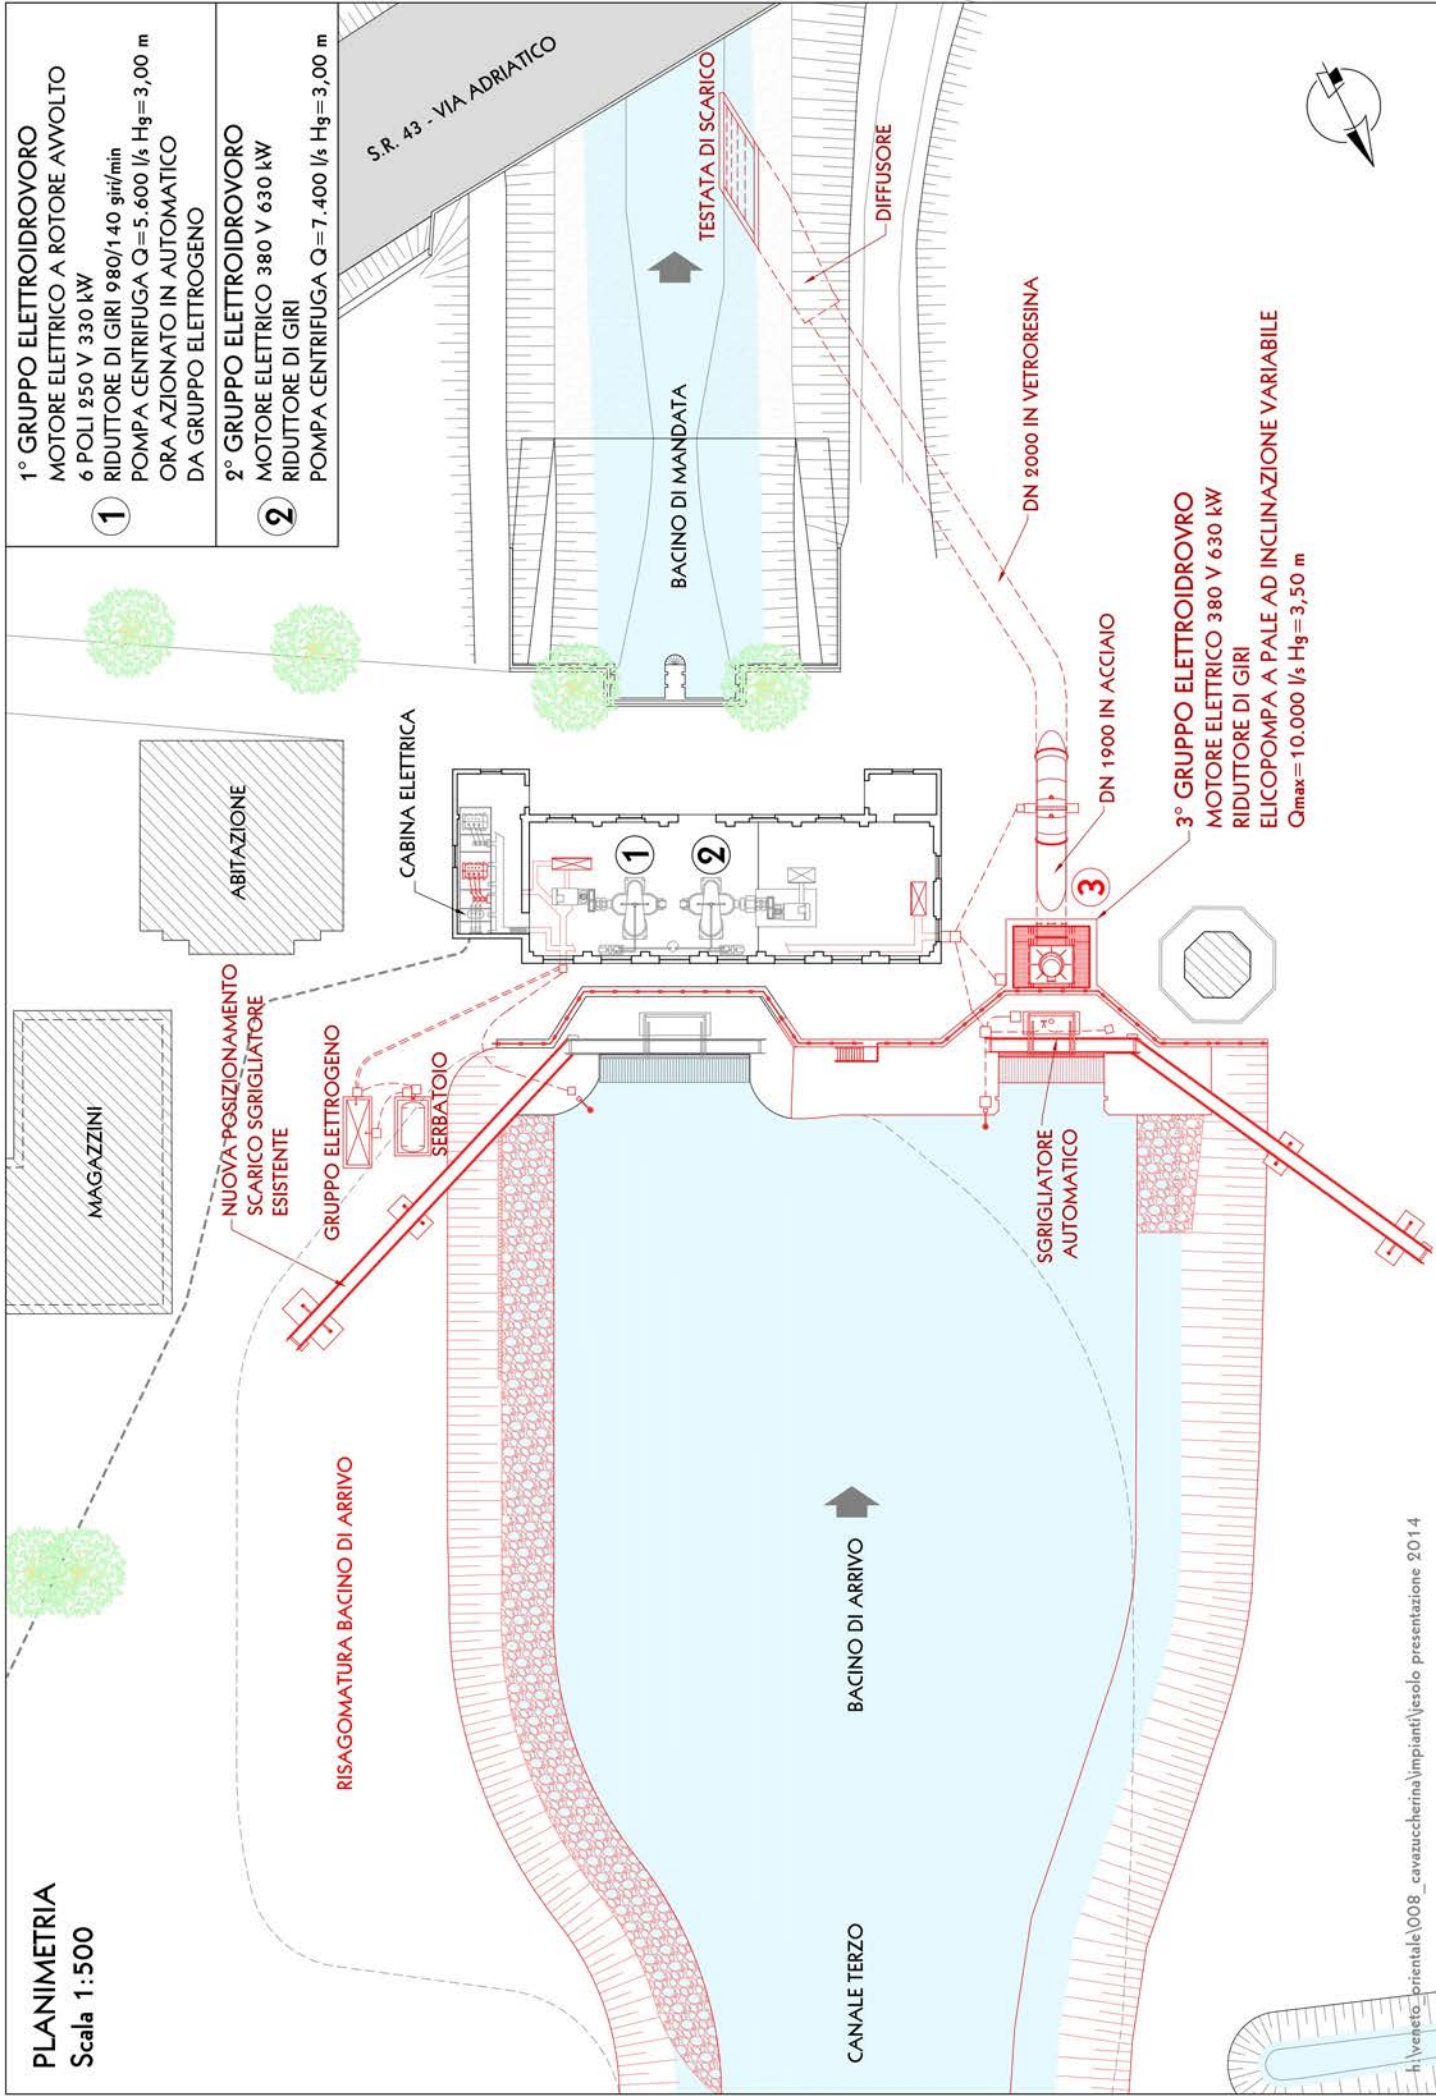 PLANIMETRIA
Scala 1:500
1° GRUPPO ELETTROIDROVORO
MOTORE ELETTRICO A ROTORE AVVOLTO
6 POLI 250 V 330 kW
RIDUTTORE DI GIRI 980/140 giri/min
POMPA CENTRIFUGA Q=5.600 l/s Hg=3,00 m
ORA AZIONATO IN AUTOMATICO
DA GRUPPO ELETTROGENO
1
2° GRUPPO ELETTROIDROVORO
MOTORE ELETTRICO 380 V 630 kW
RIDUTTORE DI GIRI
POMPA CENTRIFUGA Q=7.400 l/s Hg=3,00 m
2
S.R. 43 - VIA ADRIATICO
MAGAZZINI
ABITAZIONE
NUOVA POSIZIONAMENTO
SCARICO SGRIGLIATORE
ESISTENTE
GRUPPO ELETTROGENO
SERBATOIO
CABINA ELETTRICA
RISAGOMATURA BACINO DI ARRIVO
1
2
BACINO DI MANDATA
TESTATA DI SCARICO
DIFFUSORE
CANALE TERZO
BACINO DI ARRIVO
SGRIGLIATORE
AUTOMATICO
DN 2000 IN VETRORESINA
DN 1900 IN ACCIAIO
3
3° GRUPPO ELETTROIDROVRO
MOTORE ELETTRICO 380 V 630 kW
RIDUTTORE DI GIRI
ELICOPOMPA A PALE AD INCLINAZIONE VARIABILE
Qmax=10.000 l/s Hg=3,50 m
h:\veneto_orientale\008_cavazuccherina\impianti\jesolo presentazione 2014